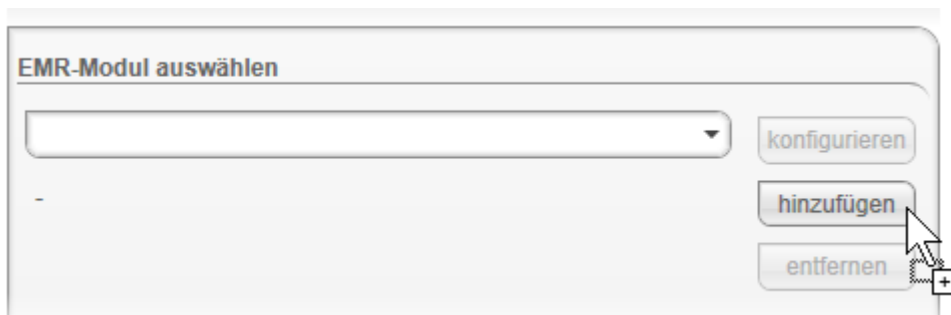 EMR-Modul auswählen
konfigurieren
-
hinzufügen
entfernen